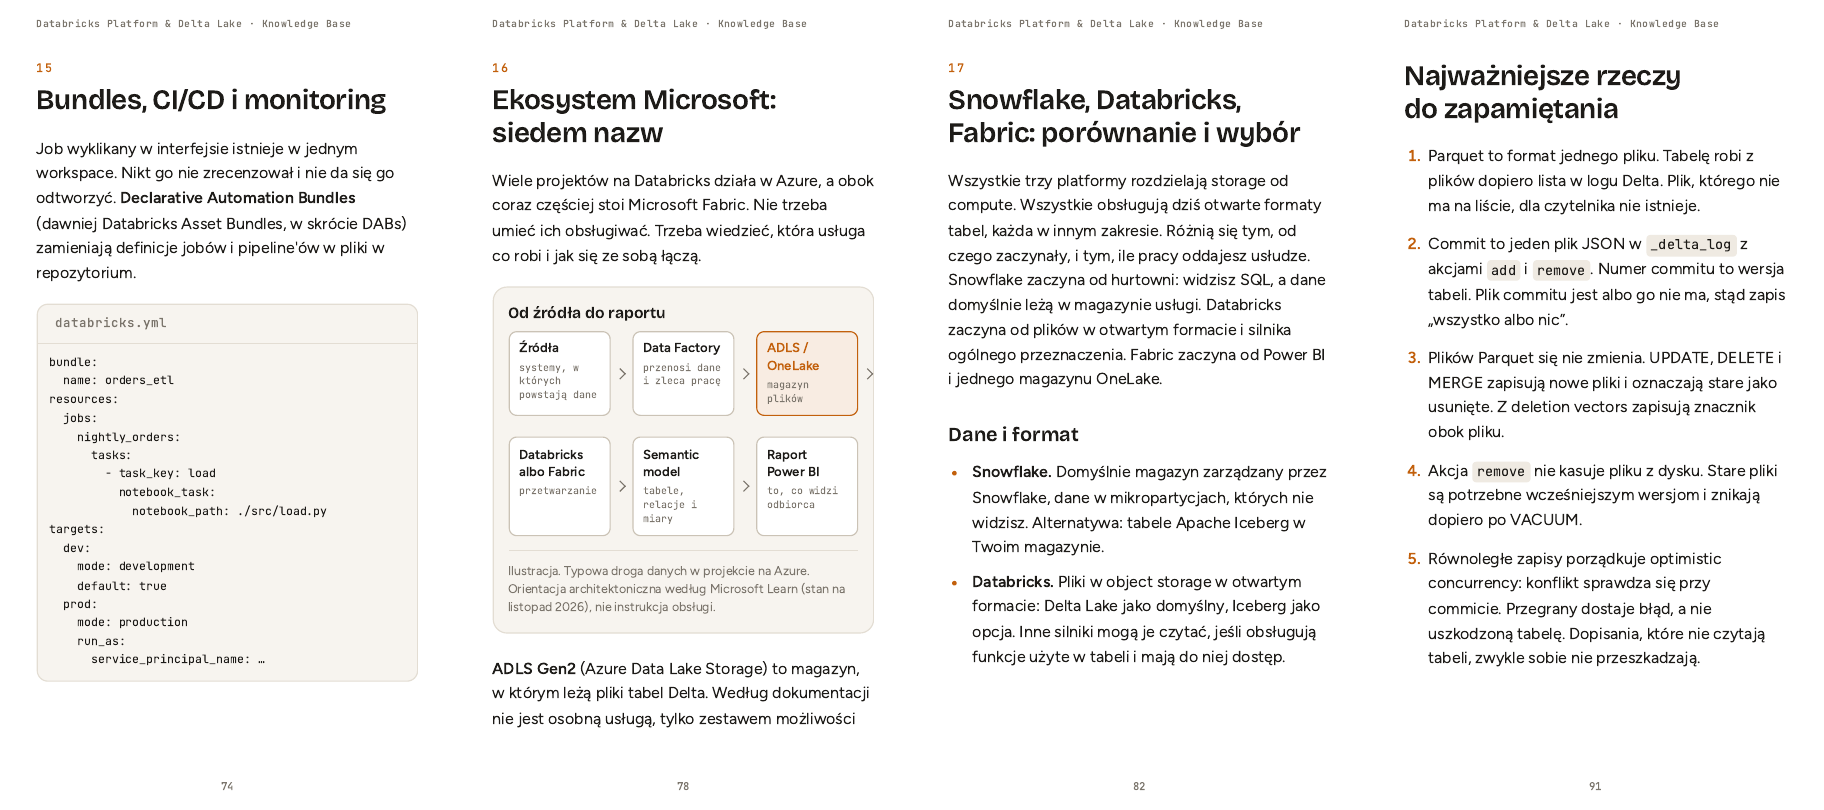 Databricks Platform & Delta Lake · Knowledge Base
15
Bundles, CI/CD i monitoring
Job wyklikany w interfejsie istnieje w jednym
workspace. Nikt go nie zrecenzował i nie da się go
odtworzyć. Declarative Automation Bundles
(dawniej Databricks Asset Bundles, w skrócie DABs)
zamieniają definicje jobów i pipeline'ów w pliki w
repozytorium.
databricks.yml
bundle:
  name: orders_etl
resources:
  jobs:
    nightly_orders:
      tasks:
        - task_key: load
          notebook_task:
            notebook_path: ./src/load.py
targets:
  dev:
    mode: development
    default: true
  prod:
    mode: production
    run_as:
      service_principal_name: …
74
Databricks Platform & Delta Lake · Knowledge Base
16
Ekosystem Microsoft:
siedem nazw
Wiele projektów na Databricks działa w Azure, a obok
coraz częściej stoi Microsoft Fabric. Nie trzeba
umieć ich obsługiwać. Trzeba wiedzieć, która usługa
co robi i jak się ze sobą łączą.
Od źródła do raportu
Źródła
systemy, w
których
powstają dane
Data Factory
przenosi dane
i zleca pracę
ADLS /
OneLake
magazyn
plików
Databricks
albo Fabric
przetwarzanie
Semantic
model
tabele,
relacje i
miary
Raport
Power BI
to, co widzi
odbiorca
Ilustracja. Typowa droga danych w projekcie na Azure.
Orientacja architektoniczna według Microsoft Learn (stan na
listopad 2026), nie instrukcja obsługi.
ADLS Gen2 (Azure Data Lake Storage) to magazyn,
w którym leżą pliki tabel Delta. Według dokumentacji
nie jest osobną usługą, tylko zestawem możliwości
78
Databricks Platform & Delta Lake · Knowledge Base
17
Snowflake, Databricks,
Fabric: porównanie i wybór
Wszystkie trzy platformy rozdzielają storage od
compute. Wszystkie obsługują dziś otwarte formaty
tabel, każda w innym zakresie. Różnią się tym, od
czego zaczynały, i tym, ile pracy oddajesz usłudze.
Snowflake zaczyna od hurtowni: widzisz SQL, a dane
domyślnie leżą w magazynie usługi. Databricks
zaczyna od plików w otwartym formacie i silnika
ogólnego przeznaczenia. Fabric zaczyna od Power BI
i jednego magazynu OneLake.
Dane i format
• Snowflake. Domyślnie magazyn zarządzany przez
Snowflake, dane w mikropartycjach, których nie
widzisz. Alternatywa: tabele Apache Iceberg w
Twoim magazynie.
• Databricks. Pliki w object storage w otwartym
formacie: Delta Lake jako domyślny, Iceberg jako
opcja. Inne silniki mogą je czytać, jeśli obsługują
funkcje użyte w tabeli i mają do niej dostęp.
82
Databricks Platform & Delta Lake · Knowledge Base
Najważniejsze rzeczy
do zapamiętania
1. Parquet to format jednego pliku. Tabelę robi z
plików dopiero lista w logu Delta. Plik, którego nie
ma na liście, dla czytelnika nie istnieje.
2. Commit to jeden plik JSON w _delta_log z
akcjami add i remove. Numer commitu to wersja
tabeli. Plik commitu jest albo go nie ma, stąd zapis
„wszystko albo nic”.
3. Plików Parquet się nie zmienia. UPDATE, DELETE i
MERGE zapisują nowe pliki i oznaczają stare jako
usunięte. Z deletion vectors zapisują znacznik
obok pliku.
4. Akcja remove nie kasuje pliku z dysku. Stare pliki
są potrzebne wcześniejszym wersjom i znikają
dopiero po VACUUM.
5. Równoległe zapisy porządkuje optimistic
concurrency: konflikt sprawdza się przy
commicie. Przegrany dostaje błąd, a nie
uszkodzoną tabelę. Dopisania, które nie czytają
tabeli, zwykle sobie nie przeszkadzają.
91